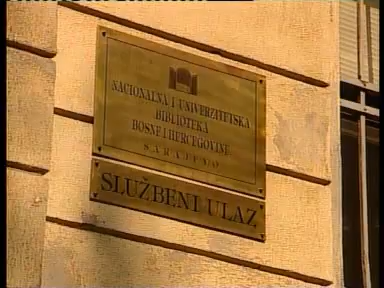 NACIONALNA I UNIVERZITETSKA
BIBLIOTEKA
BOSNE I HERCEGOVINE
SARAJEVO
SLUŽBENI ULAZ